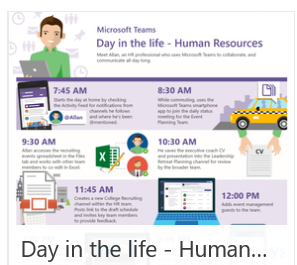 Microsoft Teams
Day in the life - Human Resources
Meet Allan, an HR professional who uses Microsoft Teams to collaborate, and
communicate all day long.
7:45 AM
Starts the day at home by checking
the Activity Feed for notifications from
channels he follows
and where he's been
@mentioned.
@Allan
8:30 AM
While commuting, uses the
Microsoft Teams smartphone
app to join the daily status
meeting for the Event
Planning Team.
9:30 AM
Allan accesses the recruiting
events spreadsheet in the Files
tab and works with other team
members to co-edit in Excel.
10:30 AM
He uses the executive coach CV
and presentation into the Leadership
Retreat Planning channel for review
by the broader team.
CV
11:45 AM
Creates a new College Recruiting
channel within the HR team.
Posts link to the draft schedule
and invites key team members
to provide feedback.
12:00 PM
Adds event management
guests to the team.
Day in the life - Human...